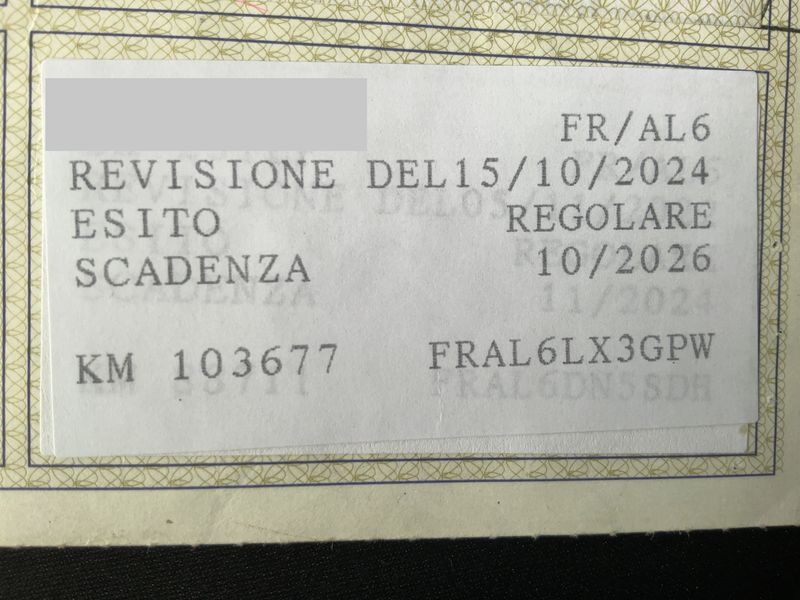 FR/AL6
REVISIONE DEL15/10/2024
ESITO REGOLARE
SCADENZA 10/2026
KM 103677 FRAL6LX3GPW